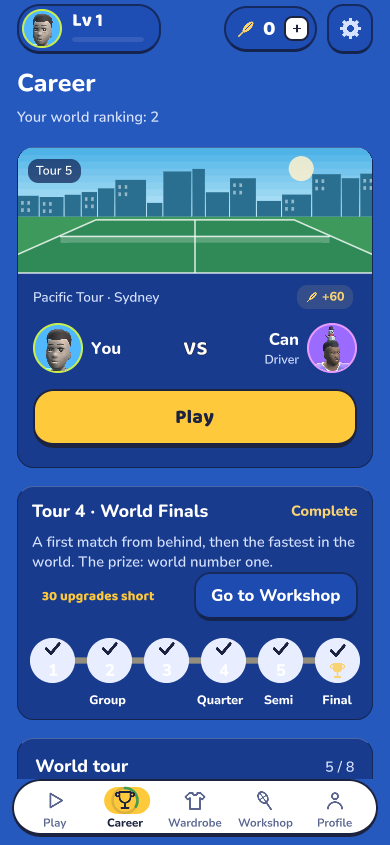 Lv 1
0
+
Career
Your world ranking: 2
Tour 5
Pacific Tour · Sydney
+60
You
VS
Can
Driver
Play
Tour 4 · World Finals
Complete
A first match from behind, then the fastest in the
world. The prize: world number one.
30 upgrades short
Go to Workshop
1 2 3 4 5
Group Quarter Semi Final
World tour
5 / 8
Play Career Wardrobe Workshop Profile